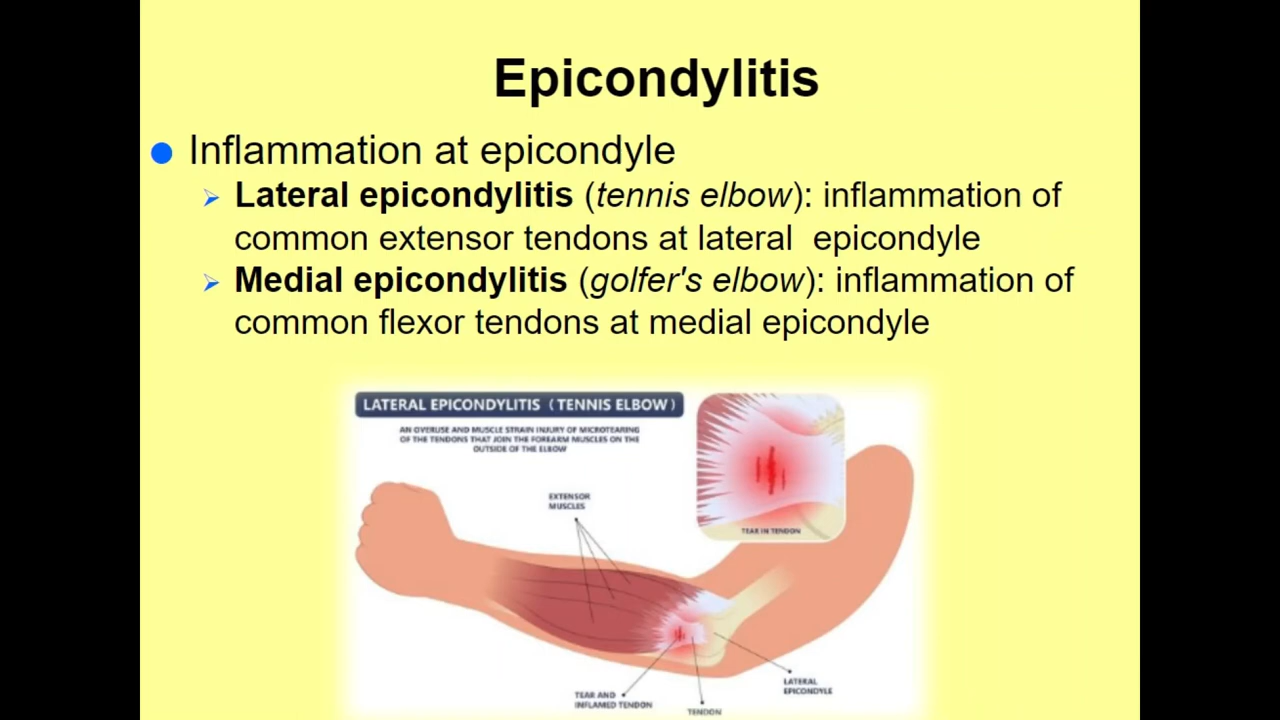 Epicondylitis
Inflammation at epicondyle
Lateral epicondylitis (tennis elbow): inflammation of
common extensor tendons at lateral  epicondyle
Medial epicondylitis (golfer's elbow): inflammation of
common flexor tendons at medial epicondyle
LATERAL EPICONDYLITIS (TENNIS ELBOW)
AN OVERUSE AND MUSCLE STRAIN INJURY OF MICROTEARING
OF THE TENDONS THAT JOIN THE FOREARM MUSCLES ON THE
OUTSIDE OF THE ELBOW
EXTENSOR
MUSCLES
TEAR IN TENDON
LATERAL
EPICONDYLE
TEAR AND
INFLAMED TENDON
TENDON